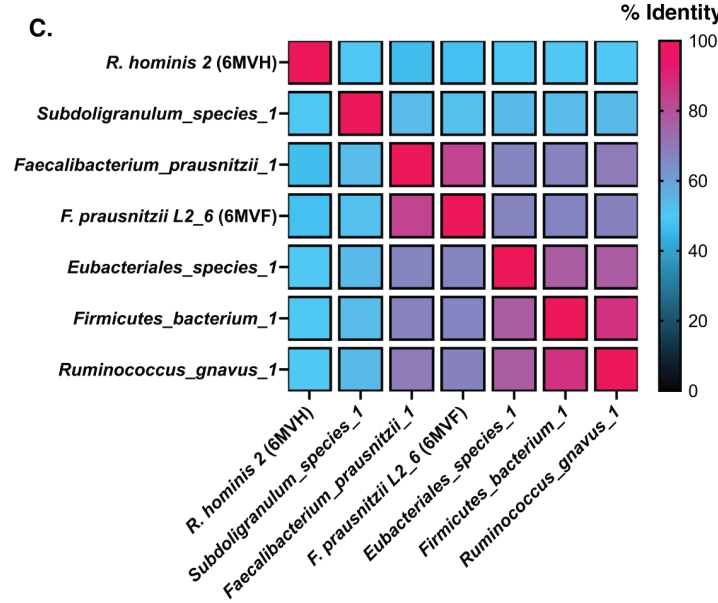 % Identity
C.
R. hominis 2 (6MVH)
Subdoligranulum_species_1
Faecalibacterium_prausnitzii_1
F. prausnitzii L2_6 (6MVF)
Eubacteriales_species_1
Firmicutes_bacterium_1
Ruminococcus_gnavus_1
100
80
60
40
20
0
R. hominis 2 (6MVH)
Subdoligranulum_species_1
Faecalibacterium_prausnitzii_1
F. prausnitzii L2_6 (6MVF)
Eubacteriales_species_1
Firmicutes_bacterium_1
Ruminococcus_gnavus_1